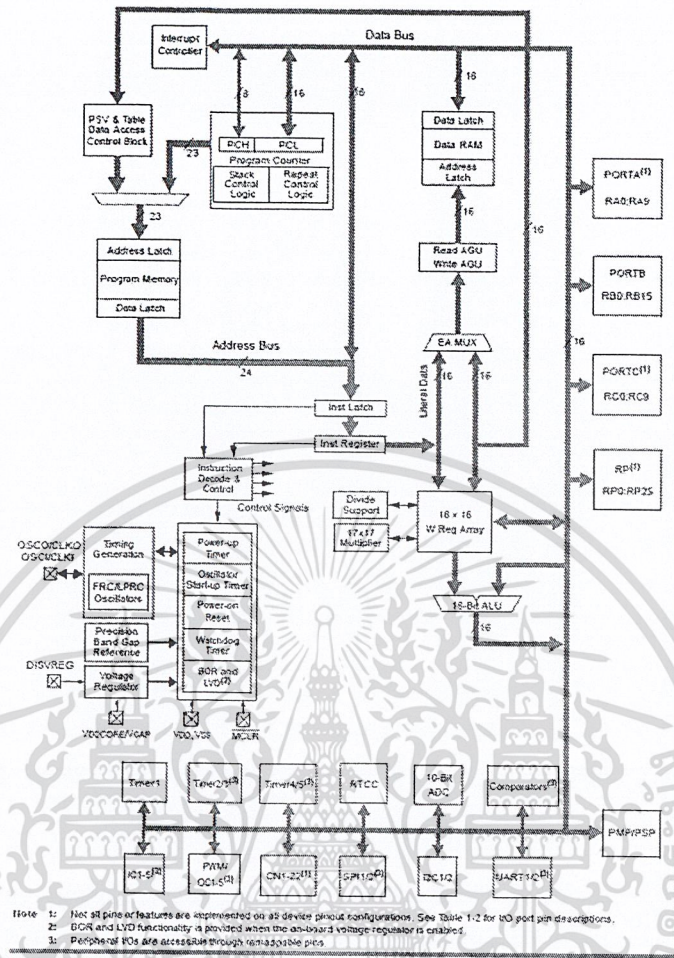 Data Bus
Interrupt
Controller
8
16
16
16
PSV & Table
Data Access
Control Block
23
PCH
PCL
Program Counter
Stack
Control
Logic
Repeat
Control
Logic
Data Latch
Data RAM
Address
Latch
PORTA(1)
RA0:RA9
23
16
16
Address Latch
Program Memory
Data Latch
Read AGU
Write AGU
PORTB
RB0:RB15
Address Bus
24
EA MUX
16
Literal Data
16
16
PORTC(1)
RC0:RC9
Inst Latch
Inst Register
RP(1)
RP0:RP25
Instruction
Decode &
Control
Control Signals
Divide
Support
17x17
Multiplier
16 x 16
W Reg Array
OSCO/CLKO
OSCI/CLKI
Timing
Generation
FRC/LPRC
Oscillators
Power-up
Timer
Oscillator
Start-up Timer
Power-on
Reset
Watchdog
Timer
BOR and
LVD(2)
16-Bit ALU
16
Precision
Band Gap
Reference
DISVREG
Voltage
Regulator
VDDCORE/VCAP
VDD, VSS
MCLR
Timer1
Timer2/3(3)
Timer4/5(3)
RTCC
10-Bit
ADC
Comparators(3)
PMP/PSP
IC1-5(3)
PWM/
OC1-5(3)
CN1-22(1)
SPI1/2(3)
I2C1/2
UART1/2(3)
Note 1: Not all pins or features are implemented on all device pinout configurations. See Table 1-2 for I/O port pin descriptions.
2: BOR and LVD functionality is provided when the on-board voltage regulator is enabled.
3: Peripheral I/Os are accessible through remappable pins.